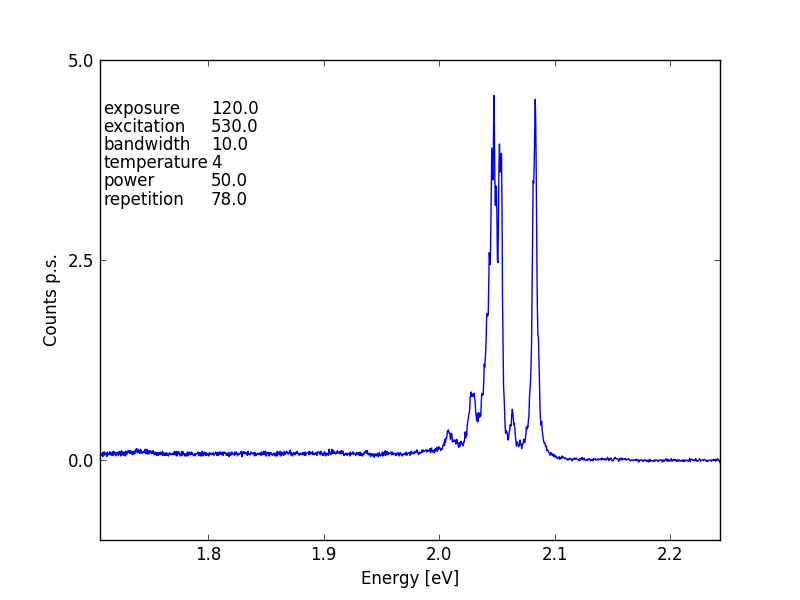 5.0
exposure 120.0
excitation 530.0
bandwidth 10.0
temperature 4
power 50.0
repetition 78.0
2.5
Counts p.s.
0.0
1.8 1.9 2.0 2.1 2.2
Energy [eV]